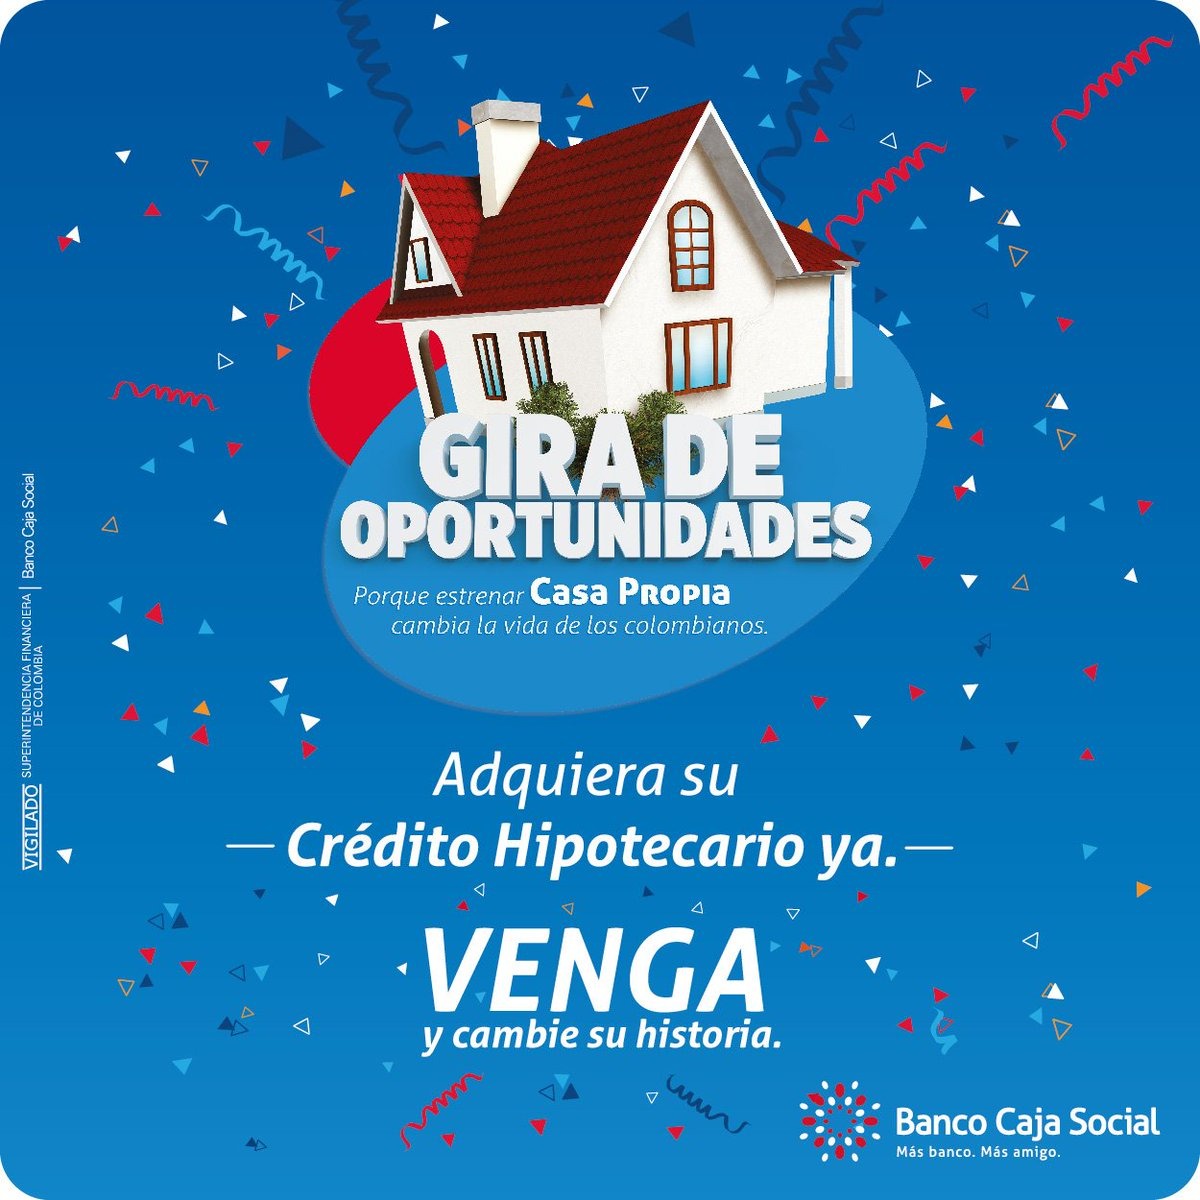 GIRA DE
OPORTUNIDADES
Porque estrenar Casa Propia
cambia la vida de los colombianos.
VIGILADO SUPERINTENDENCIA FINANCIERA
DE COLOMBIA
Banco Caja Social
Adquiera su
Crédito Hipotecario ya.
VENGA
y cambie su historia.
Banco Caja Social
Más banco. Más amigo.